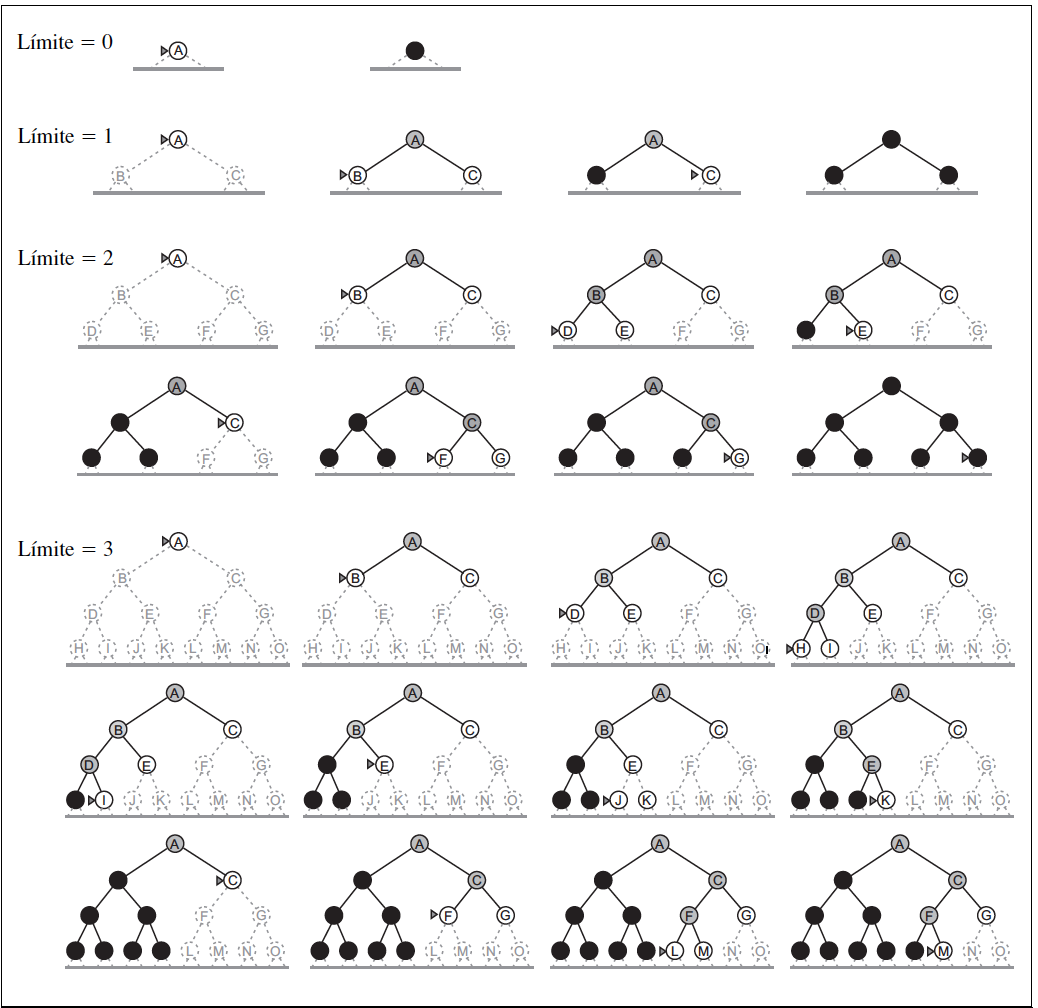 Límite = 0 A
Límite = 1 A A A
B C B C C
Límite = 2 A A A A
B C B C B C B C
D E F G D E F G D E F G E F G
A A A
C C C
F G F G G
Límite = 3 A A A A
B C B C B C B C
D E F G D E F G D E F G D E F G
H I J K L M N O H I J K L M N O H I J K L M N O H I J K L M N O
A A A A
B C B C B C B C
D E F G E F G E F G E F G
I J K L M N O J K L M N O J K L M N O K L M N O
A A A A
C C C C
F G F G F G F G
L M N O L M N O L M N O M N O